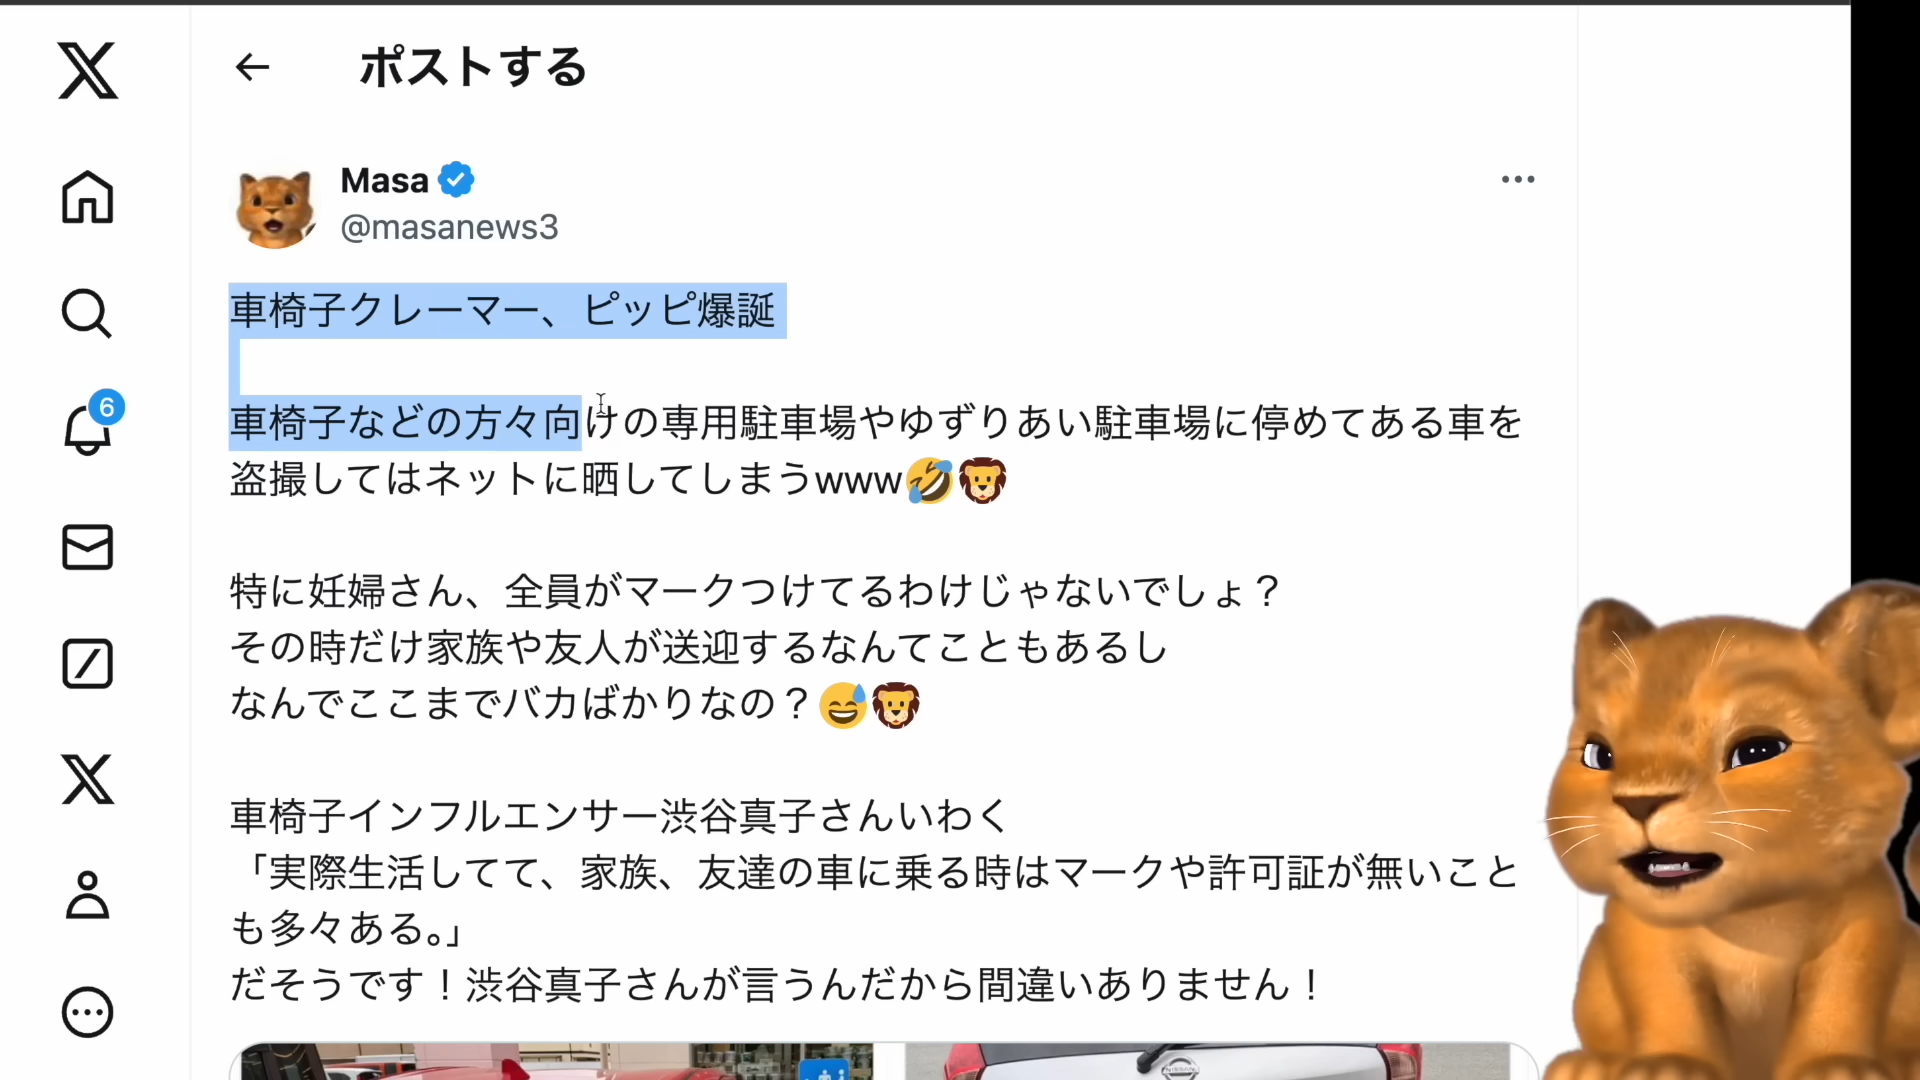 ポストする
Masa
@masanews3
6
車椅子クレーマー、ピッピ爆誕
車椅子などの方々向けの専用駐車場やゆずりあい駐車場に停めてある車を
盗撮してはネットに晒してしまうwww🤣🦁
特に妊婦さん、全員がマークつけてるわけじゃないでしょ？
その時だけ家族や友人が送迎するなんてこともあるし
なんでここまでバカばかりなの？😅🦁
車椅子インフルエンサー渋谷真子さんいわく
「実際生活してて、家族、友達の車に乗る時はマークや許可証が無いこと
も多々ある。」
だそうです！渋谷真子さんが言うんだから間違いありません！
NISSAN